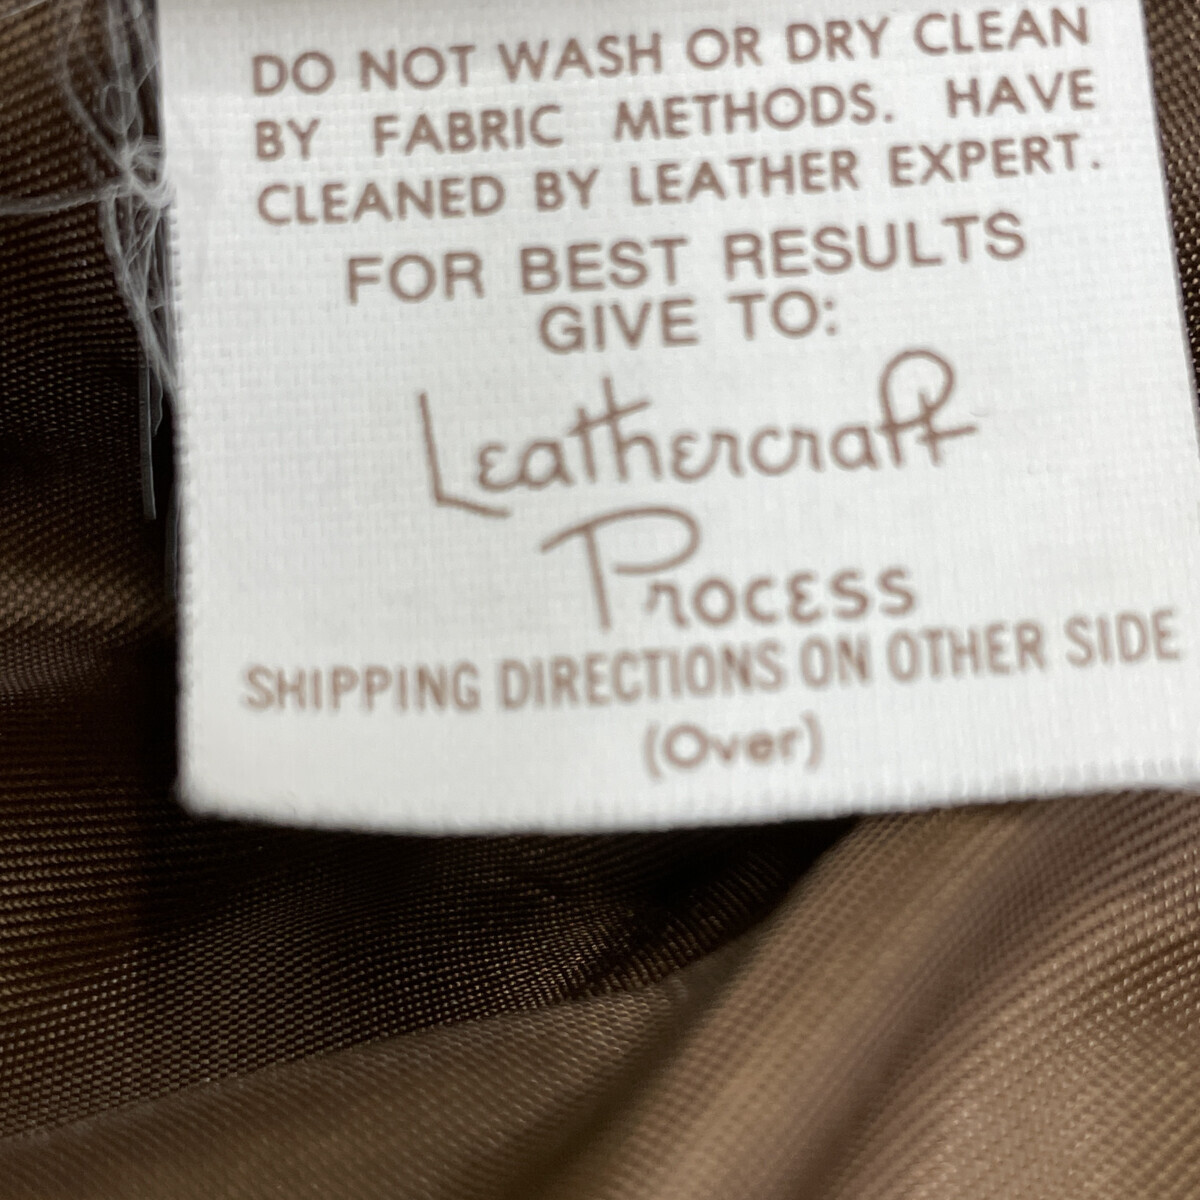 DO NOT WASH OR DRY CLEAN
BY FABRIC METHODS. HAVE
CLEANED BY LEATHER EXPERT.
FOR BEST RESULTS
GIVE TO:
Leathercraft
Process
SHIPPING DIRECTIONS ON OTHER SIDE
(Over)